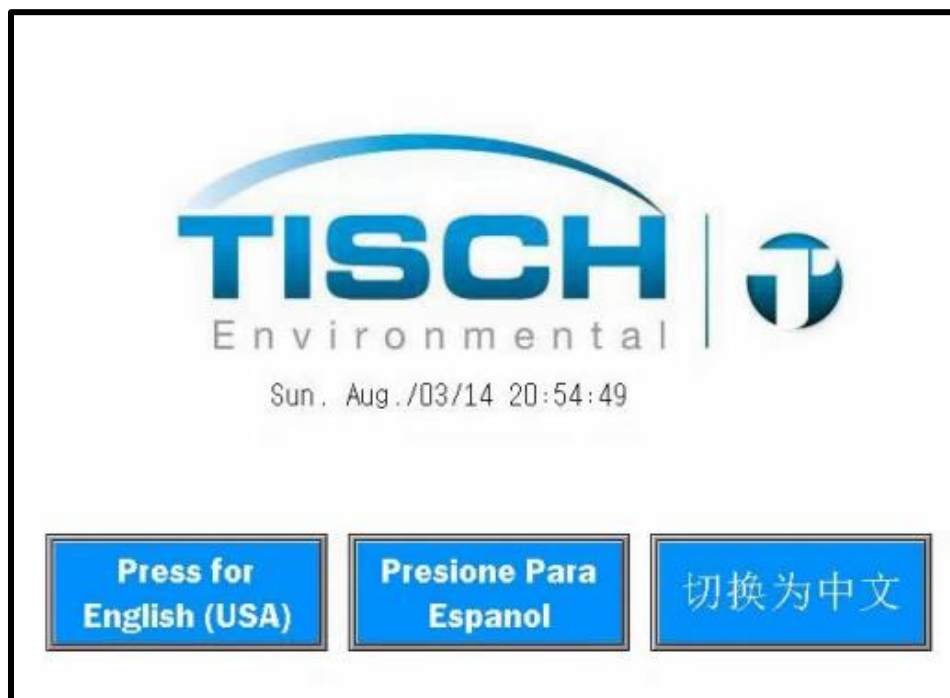 TISCH
Environmental
Sun. Aug./03/14 20:54:49
Press for
English (USA)
Presione Para
Espanol
切换为中文